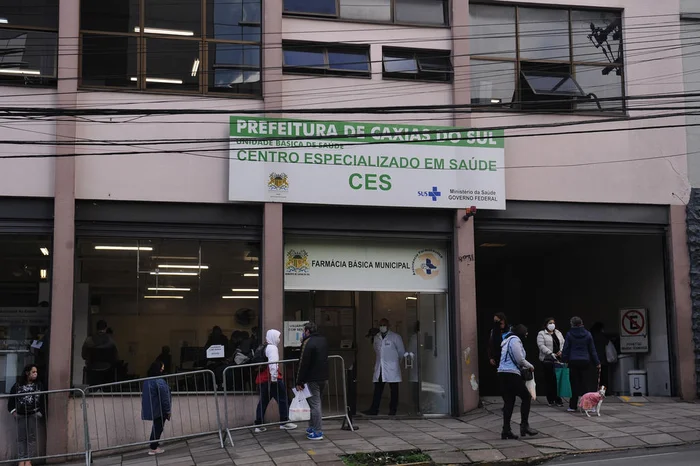 PREFEITURA DE CAXIAS DO SUL
UNIDADE BÁSICA DE SAÚDE
CENTRO ESPECIALIZADO EM SAÚDE
CES
SUS
Ministério da Saúde
GOVERNO FEDERAL
FARMÁCIA BÁSICA MUNICIPAL
E